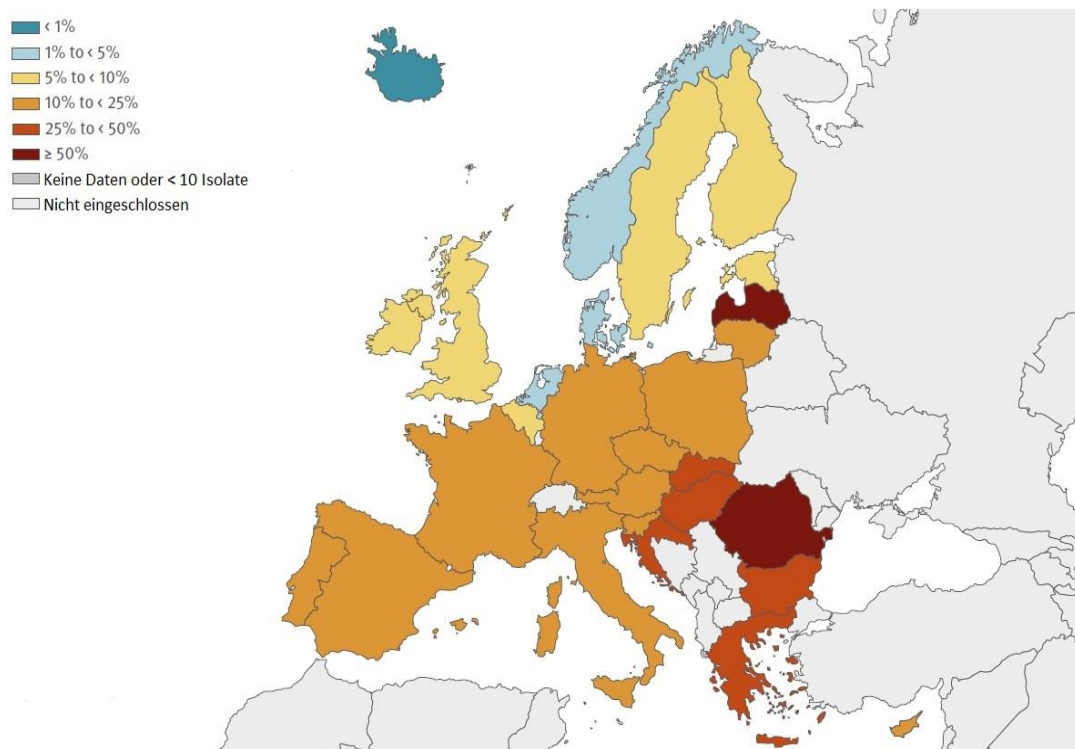 < 1%
1% to < 5%
5% to < 10%
10% to < 25%
25% to < 50%
≥ 50%
Keine Daten oder < 10 Isolate
Nicht eingeschlossen